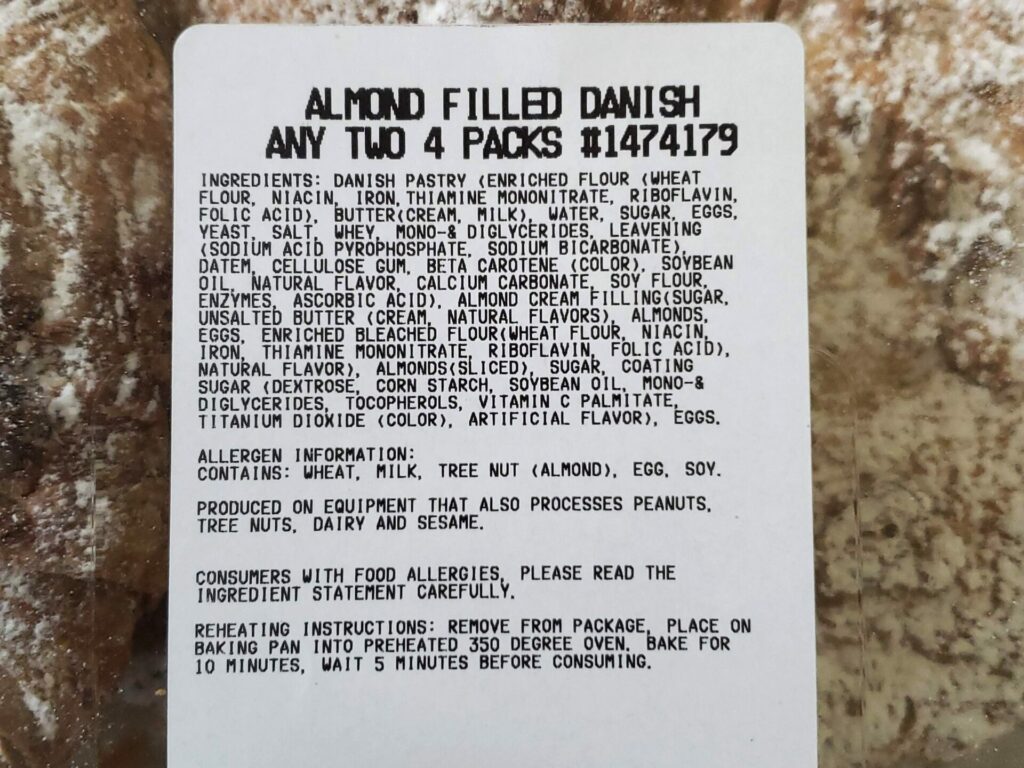 ALMOND FILLED DANISH
ANY TWO 4 PACKS #1474179
INGREDIENTS: DANISH PASTRY (ENRICHED FLOUR (WHEAT
FLOUR, NIACIN, IRON, THIAMINE MONONITRATE, RIBOFLAVIN,
FOLIC ACID), BUTTER(CREAM, MILK), WATER, SUGAR, EGGS,
YEAST, SALT, WHEY, MONO-& DIGLYCERIDES, LEAVENING
(SODIUM ACID PYROPHOSPHATE, SODIUM BICARBONATE),
DATEM, CELLULOSE GUM, BETA CAROTENE (COLOR), SOYBEAN
OIL, NATURAL FLAVOR, CALCIUM CARBONATE, SOY FLOUR,
ENZYMES, ASCORBIC ACID), ALMOND CREAM FILLING(SUGAR,
UNSALTED BUTTER (CREAM, NATURAL FLAVORS), ALMONDS,
EGGS, ENRICHED BLEACHED FLOUR(WHEAT FLOUR, NIACIN,
IRON, THIAMINE MONONITRATE, RIBOFLAVIN, FOLIC ACID),
NATURAL FLAVOR), ALMONDS(SLICED), SUGAR, COATING
SUGAR (DEXTROSE, CORN STARCH, SOYBEAN OIL, MONO-&
DIGLYCERIDES, TOCOPHEROLS, VITAMIN C PALMITATE,
TITANIUM DIOXIDE (COLOR), ARTIFICIAL FLAVOR), EGGS.
ALLERGEN INFORMATION:
CONTAINS: WHEAT, MILK, TREE NUT (ALMOND), EGG, SOY.
PRODUCED ON EQUIPMENT THAT ALSO PROCESSES PEANUTS,
TREE NUTS, DAIRY AND SESAME.
CONSUMERS WITH FOOD ALLERGIES, PLEASE READ THE
INGREDIENT STATEMENT CAREFULLY.
REHEATING INSTRUCTIONS: REMOVE FROM PACKAGE, PLACE ON
BAKING PAN INTO PREHEATED 350 DEGREE OVEN. BAKE FOR
10 MINUTES, WAIT 5 MINUTES BEFORE CONSUMING.